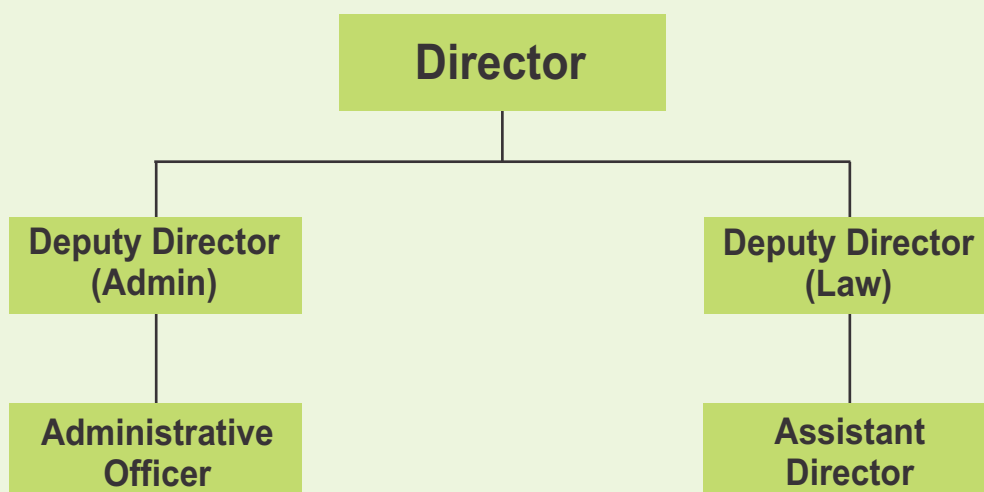 Director
Deputy Director
(Admin)
Deputy Director
(Law)
Administrative
Officer
Assistant
Director